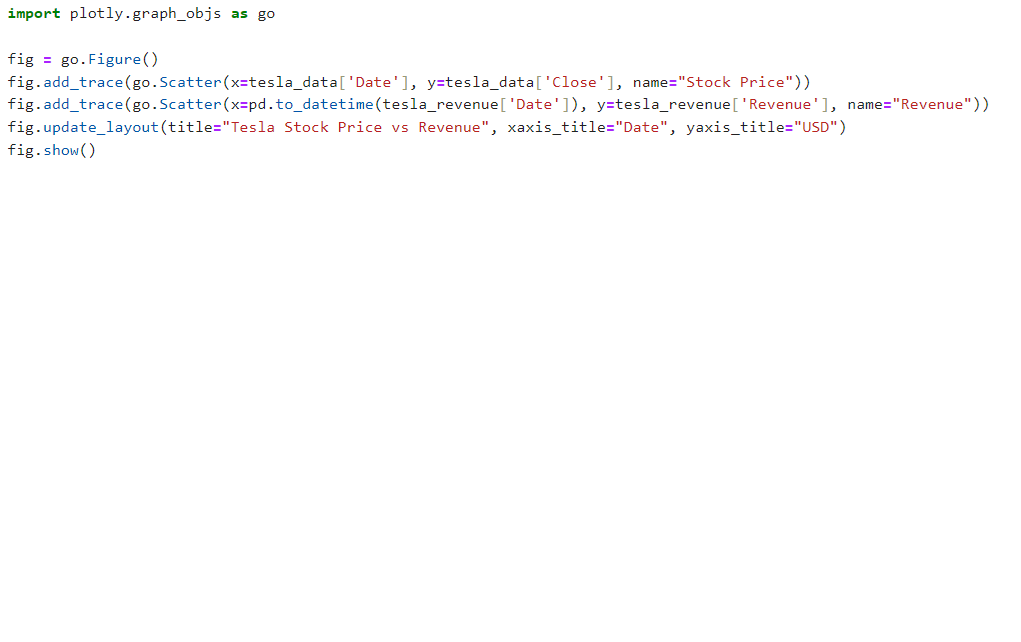 import plotly.graph_objs as go
fig = go.Figure()
fig.add_trace(go.Scatter(x=tesla_data['Date'], y=tesla_data['Close'], name="Stock Price"))
fig.add_trace(go.Scatter(x=pd.to_datetime(tesla_revenue['Date']), y=tesla_revenue['Revenue'], name="Revenue"))
fig.update_layout(title="Tesla Stock Price vs Revenue", xaxis_title="Date", yaxis_title="USD")
fig.show()